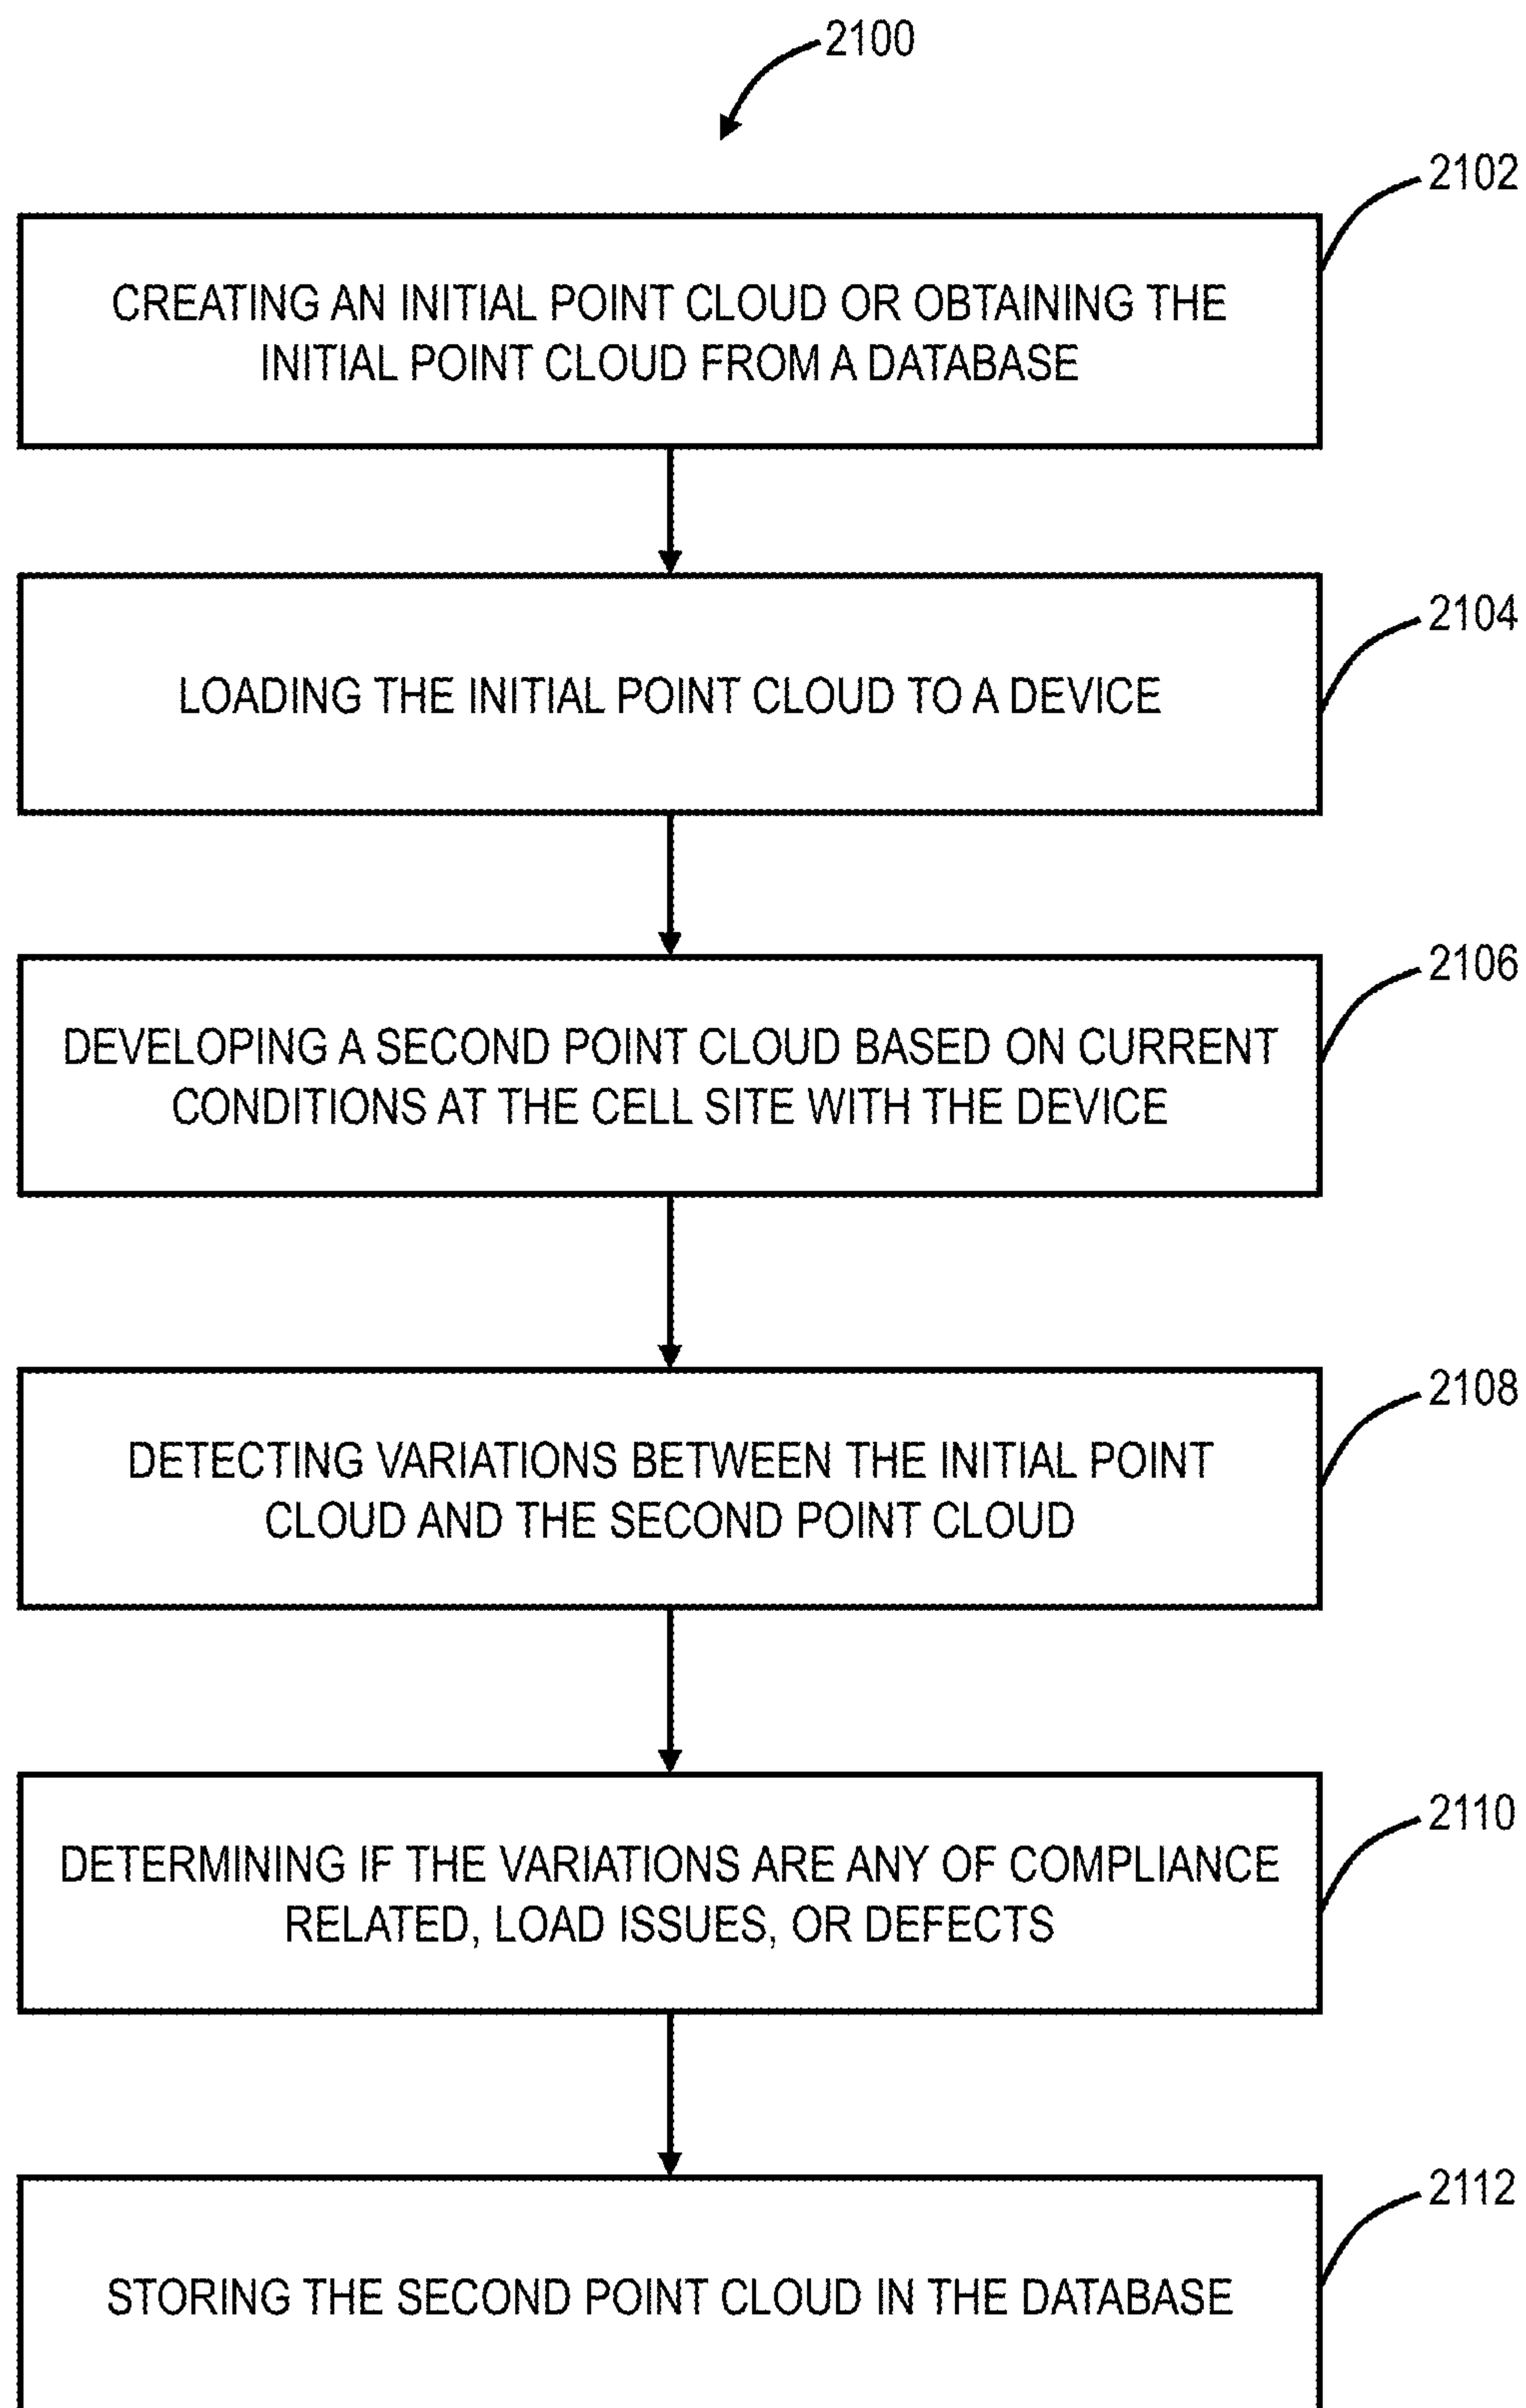 2100
2102
CREATING AN INITIAL POINT CLOUD OR OBTAINING THE
INITIAL POINT CLOUD FROM A DATABASE
2104
LOADING THE INITIAL POINT CLOUD TO A DEVICE
2106
DEVELOPING A SECOND POINT CLOUD BASED ON CURRENT
CONDITIONS AT THE CELL SITE WITH THE DEVICE
2108
DETECTING VARIATIONS BETWEEN THE INITIAL POINT
CLOUD AND THE SECOND POINT CLOUD
2110
DETERMINING IF THE VARIATIONS ARE ANY OF COMPLIANCE
RELATED, LOAD ISSUES, OR DEFECTS
2112
STORING THE SECOND POINT CLOUD IN THE DATABASE